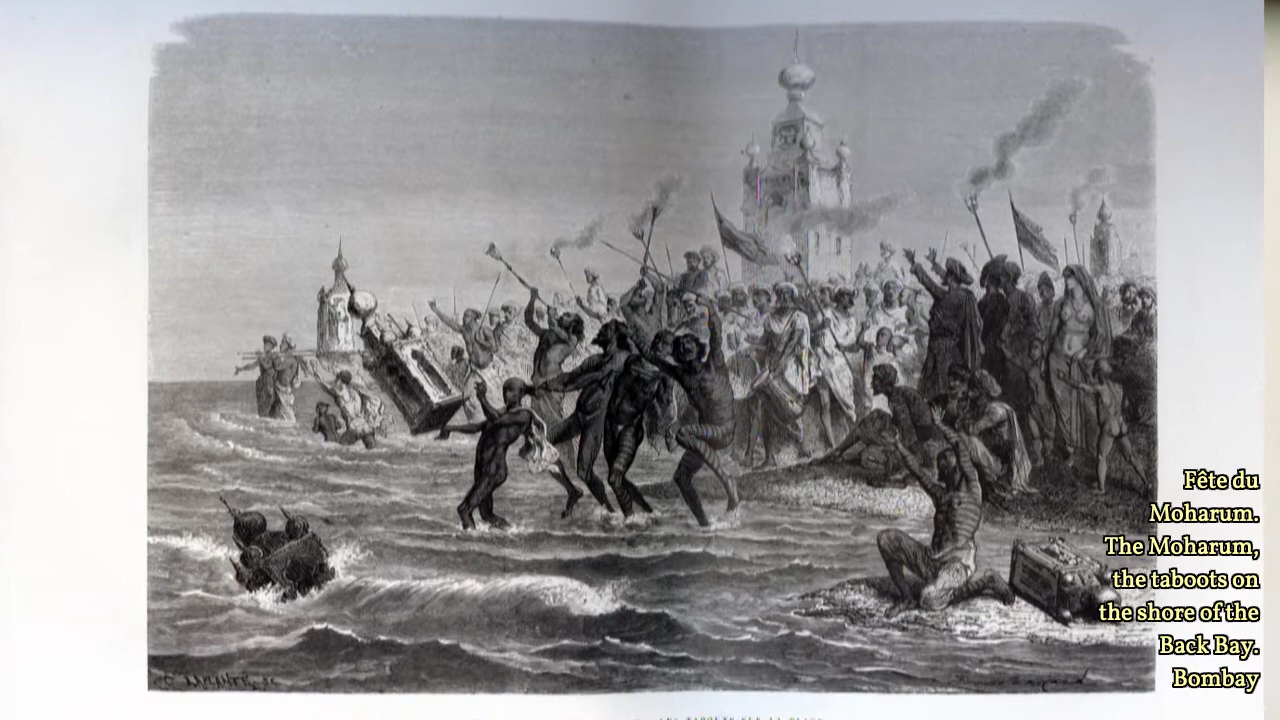 Fête du
Moharum.
The Moharum,
the taboots on
the shore of the
Back Bay.
Bombay